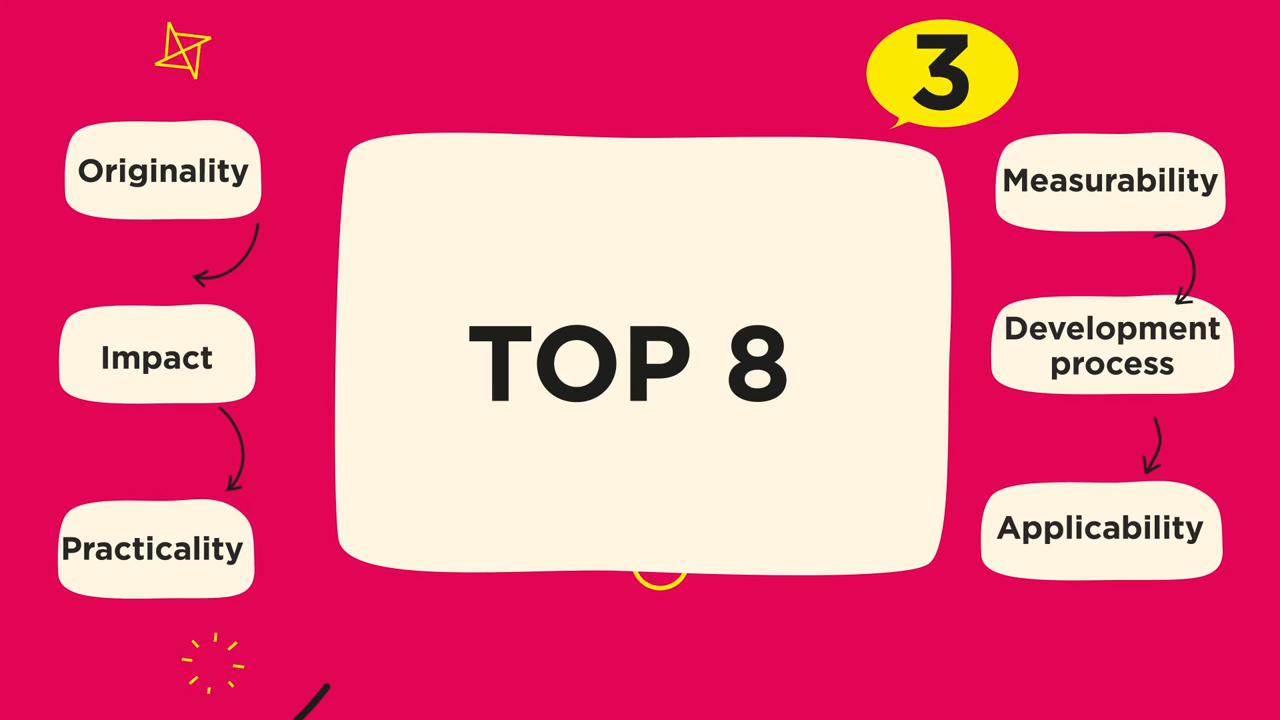 3
Originality
Impact
Practicality
TOP 8
Measurability
Development
process
Applicability